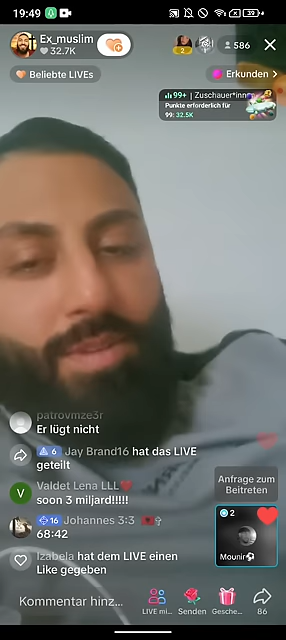 19:49
Ex_muslim
32.7K
2
586
Beliebte LIVEs
Erkunden
99+ | Zuschauer*innen
Punkte erforderlich für
99: 32.5K
patrovmze3r
Er lügt nicht
6 Jay Brand16 hat das LIVE
geteilt
V Valdet Lena LLL
soon 3 miljard!!!!!
16 Johannes 3:3
68:42
Izabela hat dem LIVE einen
Like gegeben
Anfrage zum
Beitreten
2
Mounir
Kommentar hinz...
LIVE mi...
Senden
Gesche...
86